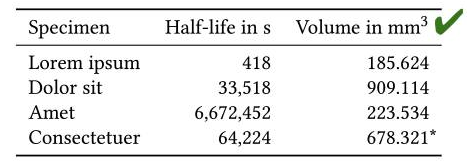 Specimen Half-life in s Volume in mm³
Lorem ipsum 418 185.624
Dolor sit 33,518 909.114
Amet 6,672,452 223.534
Consectetuer 64,224 678.321*